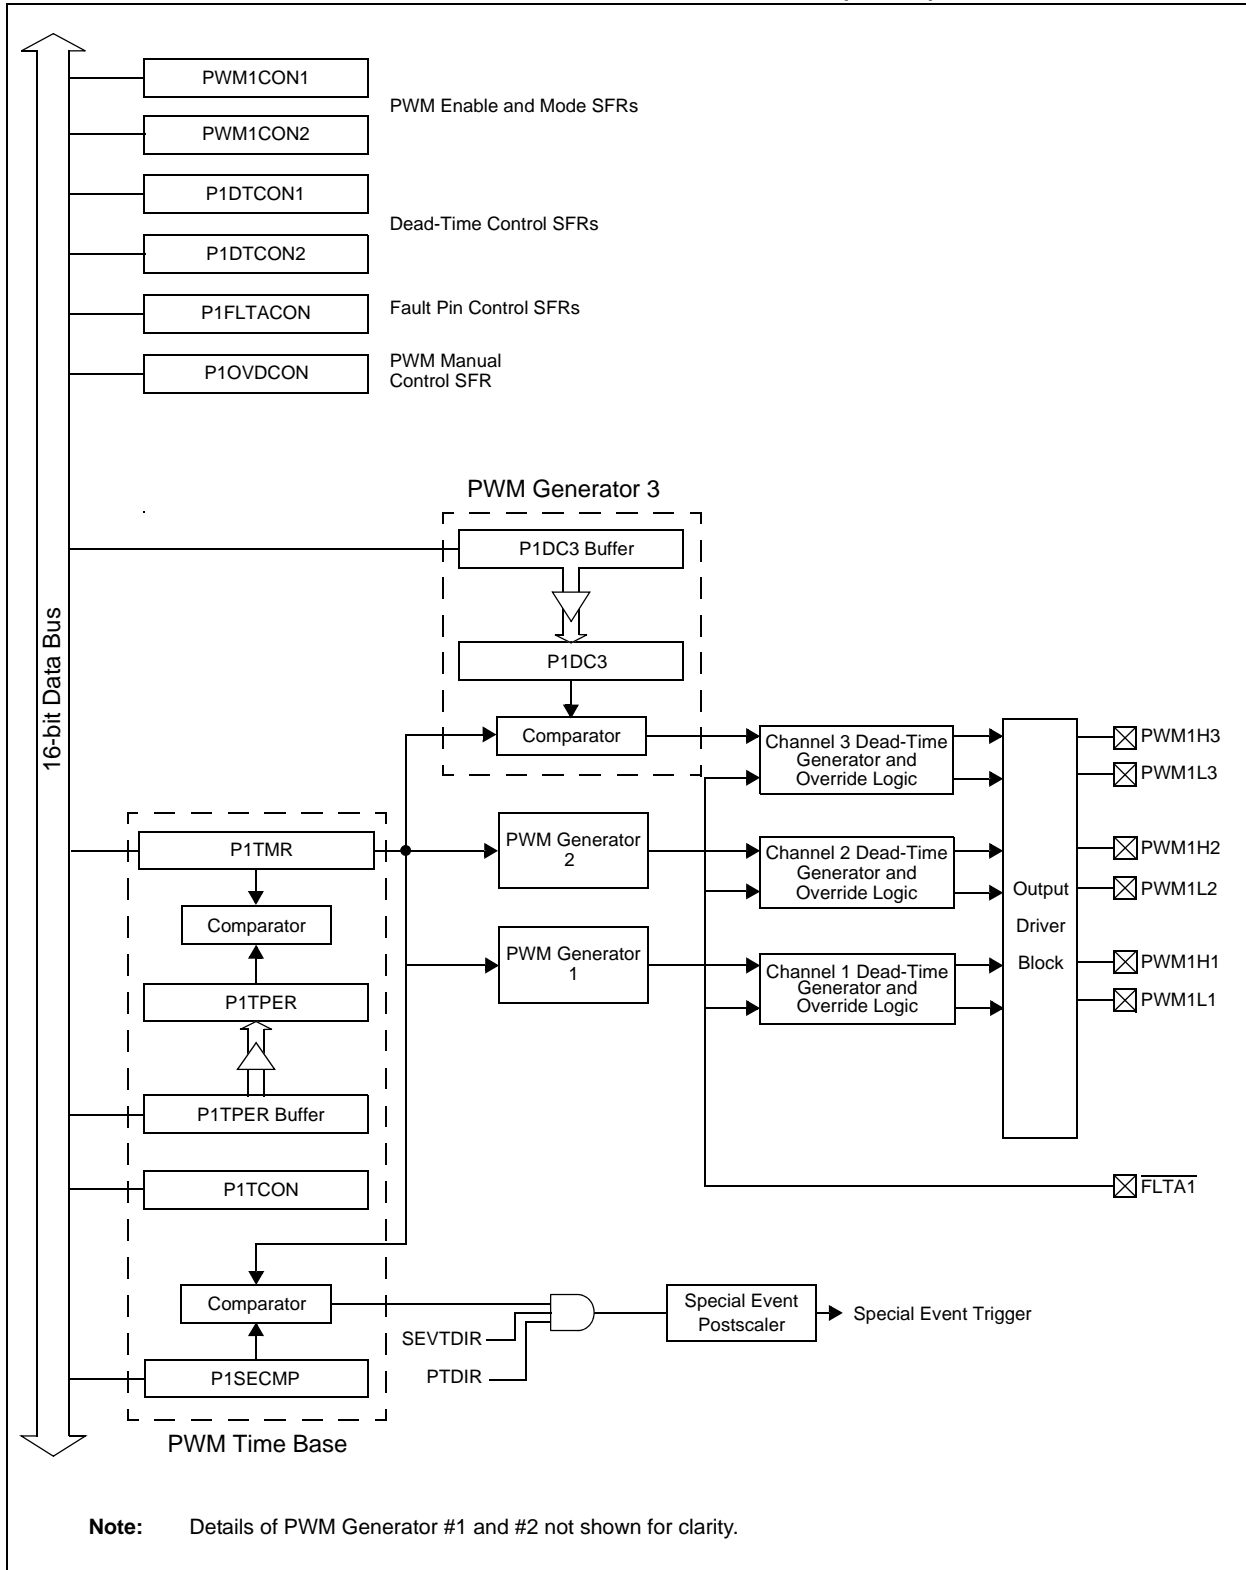 PWM1CON1
PWM Enable and Mode SFRs
PWM1CON2
P1DTCON1
Dead-Time Control SFRs
P1DTCON2
P1FLTACON
Fault Pin Control SFRs
P1OVDCON
PWM Manual
Control SFR
16-bit Data Bus
PWM Generator 3
P1DC3 Buffer
P1DC3
Comparator
Channel 3 Dead-Time
Generator and
Override Logic
PWM1H3
PWM1L3
P1TMR
PWM Generator
2
Channel 2 Dead-Time
Generator and
Override Logic
PWM1H2
PWM1L2
Output
Driver
Block
Comparator
PWM Generator
1
Channel 1 Dead-Time
Generator and
Override Logic
PWM1H1
PWM1L1
P1TPER
P1TPER Buffer
P1TCON
FLTA1
Comparator
SEVTDIR
PTDIR
Special Event
Postscaler
Special Event Trigger
P1SECMP
PWM Time Base
Note: Details of PWM Generator #1 and #2 not shown for clarity.